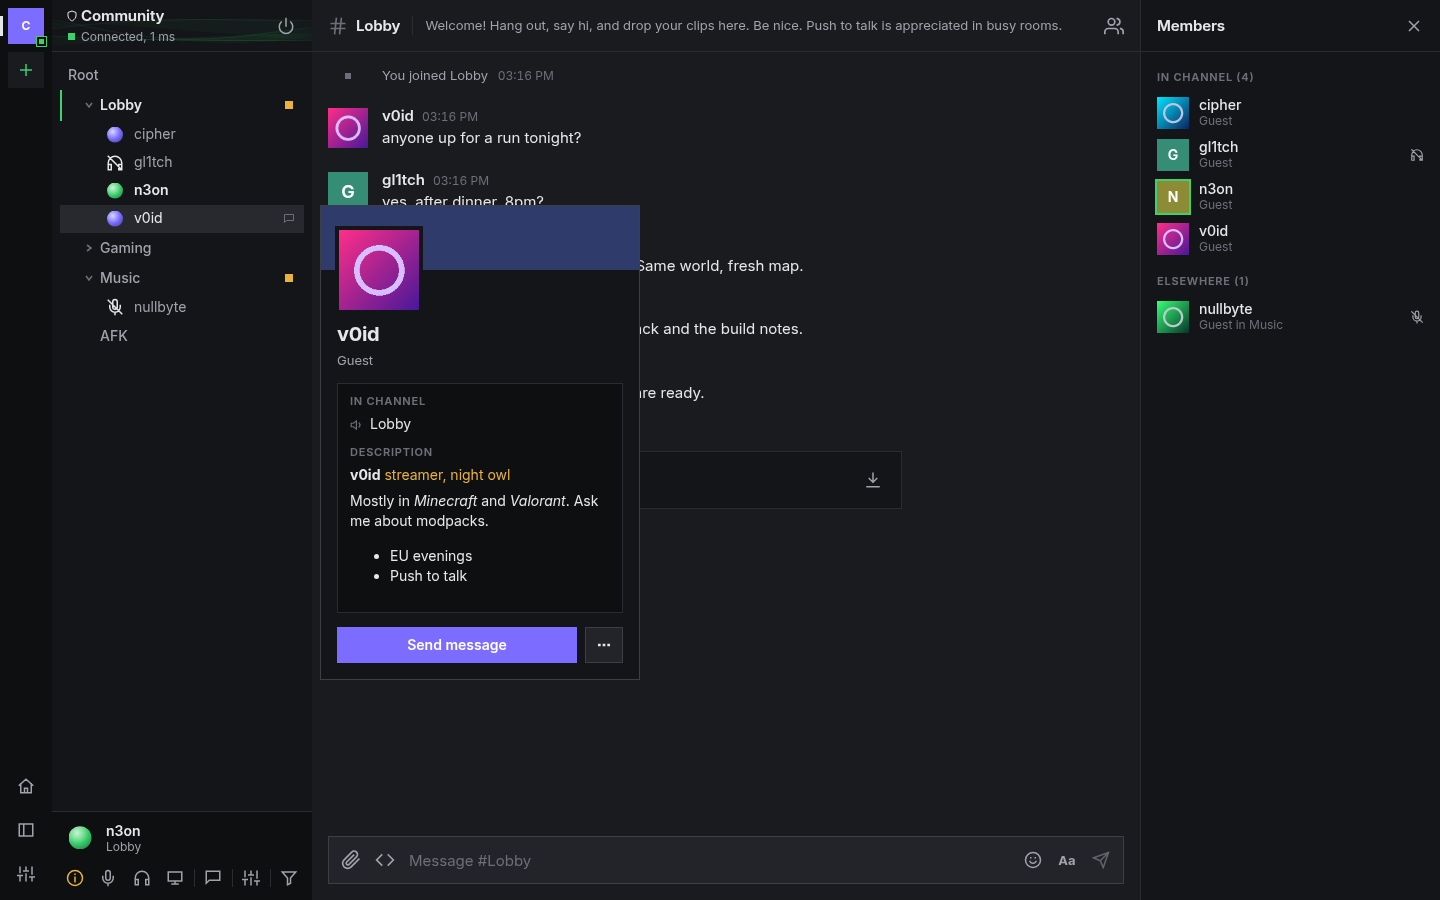 C
Community
Connected, 1 ms
Root
Lobby
cipher
gl1tch
n3on
v0id
Gaming
Music
nullbyte
AFK
n3on
Lobby
Lobby
Welcome! Hang out, say hi, and drop your clips here. Be nice. Push to talk is appreciated in busy rooms.
You joined Lobby 03:16 PM
v0id 03:16 PM
anyone up for a run tonight?
G
gl1tch 03:16 PM
yes, after dinner, 8pm?
Same world, fresh map.
and the build notes.
are ready.
v0id
Guest
IN CHANNEL
Lobby
DESCRIPTION
v0id streamer, night owl
Mostly in Minecraft and Valorant. Ask
me about modpacks.
• EU evenings
• Push to talk
Send message
Message #Lobby
Aa
Members
IN CHANNEL (4)
cipher
Guest
G
gl1tch
Guest
N
n3on
Guest
v0id
Guest
ELSEWHERE (1)
nullbyte
Guest in Music